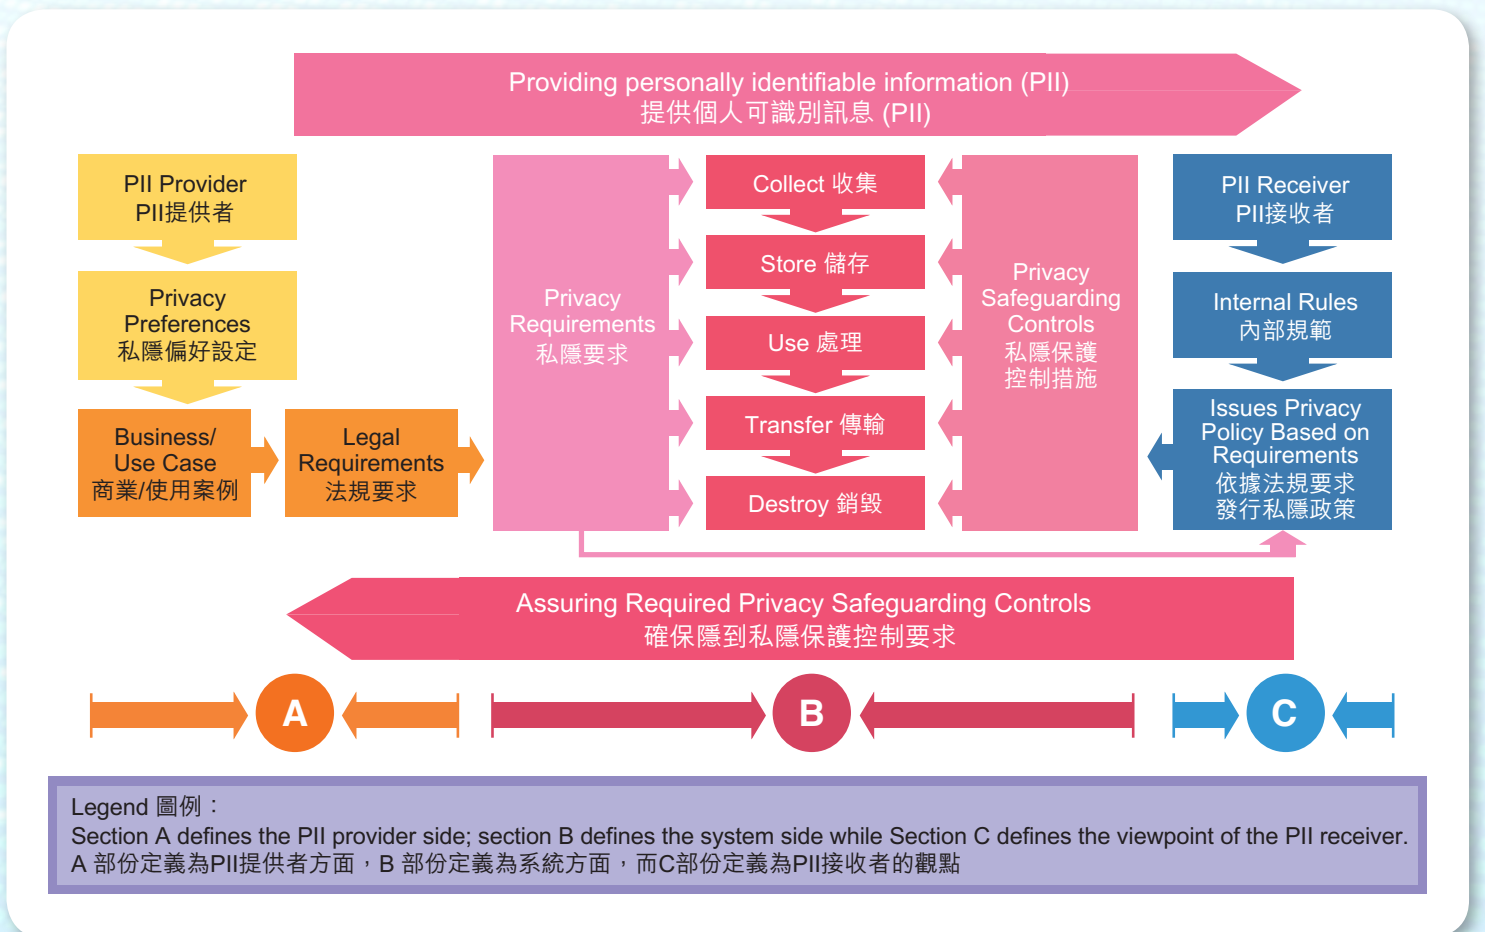 Providing personally identifiable information (PII)
提供個人可識別訊息 (PII)
PII Provider
PII提供者
Privacy
Preferences
私隱偏好設定
Business/
Use Case
商業/使用案例
Legal
Requirements
法規要求
Privacy
Requirements
私隱要求
Collect 收集
Store 儲存
Use 處理
Transfer 傳輸
Destroy 銷毀
Privacy
Safeguarding
Controls
私隱保護
控制措施
PII Receiver
PII接收者
Internal Rules
內部規範
Issues Privacy
Policy Based on
Requirements
依據法規要求
發行私隱政策
Assuring Required Privacy Safeguarding Controls
確保隱到私隱保護控制要求
A
B
C
Legend 圖例：
Section A defines the PII provider side; section B defines the system side while Section C defines the viewpoint of the PII receiver.
A 部份定義為PII提供者方面，B 部份定義為系統方面，而C部份定義為PII接收者的觀點